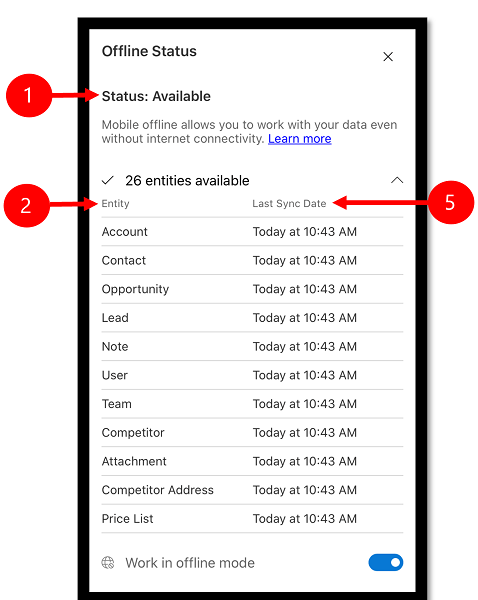 Offline Status
1
Status: Available
Mobile offline allows you to work with your data even
without internet connectivity. Learn more
26 entities available
2
Entity Last Sync Date
5
Account Today at 10:43 AM
Contact Today at 10:43 AM
Opportunity Today at 10:43 AM
Lead Today at 10:43 AM
Note Today at 10:43 AM
User Today at 10:43 AM
Team Today at 10:43 AM
Competitor Today at 10:43 AM
Attachment Today at 10:43 AM
Competitor Address Today at 10:43 AM
Price List Today at 10:43 AM
Work in offline mode